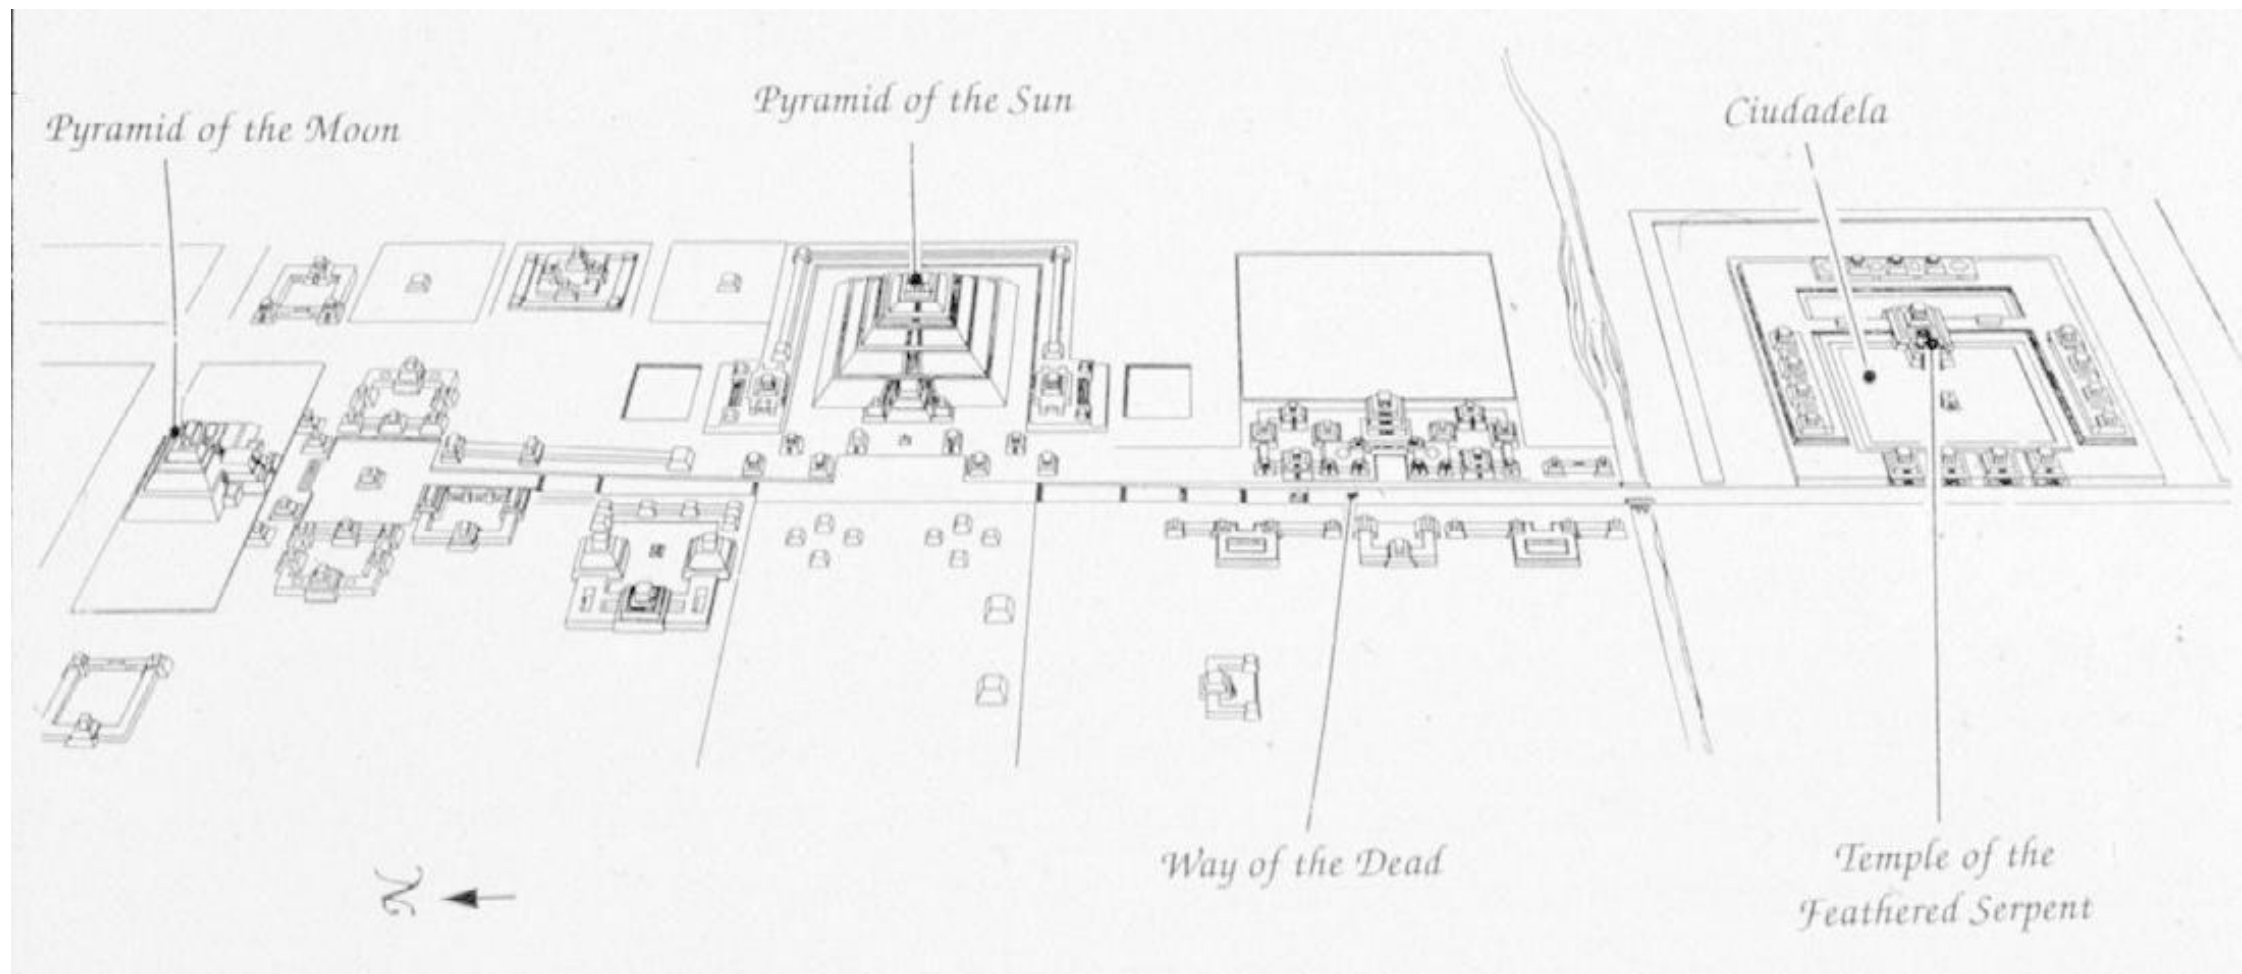 Pyramid of the Moon
Pyramid of the Sun
Ciudadela
Way of the Dead
Temple of the
Feathered Serpent
N